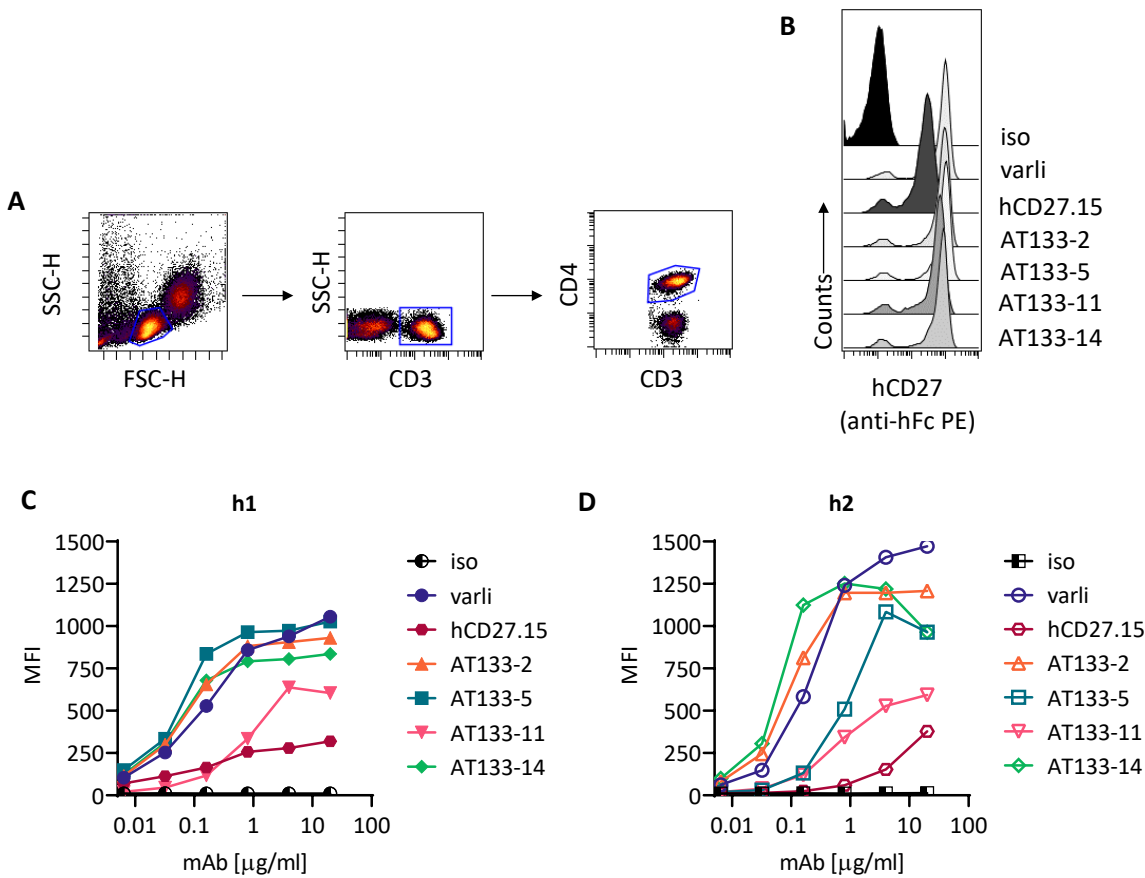 A
SSC-H
FSC-H
SSC-H
CD3
CD4
CD3
B
Counts
iso
varli
hCD27.15
AT133-2
AT133-5
AT133-11
AT133-14
hCD27
(anti-hFc PE)
C
h1
MFI
1500
1250
1000
750
500
250
0
0.01
0.1
1
10
100
mAb [μg/ml]
iso
varli
hCD27.15
AT133-2
AT133-5
AT133-11
AT133-14
D
h2
MFI
1500
1250
1000
750
500
250
0
0.01
0.1
1
10
100
mAb [μg/ml]
iso
varli
hCD27.15
AT133-2
AT133-5
AT133-11
AT133-14